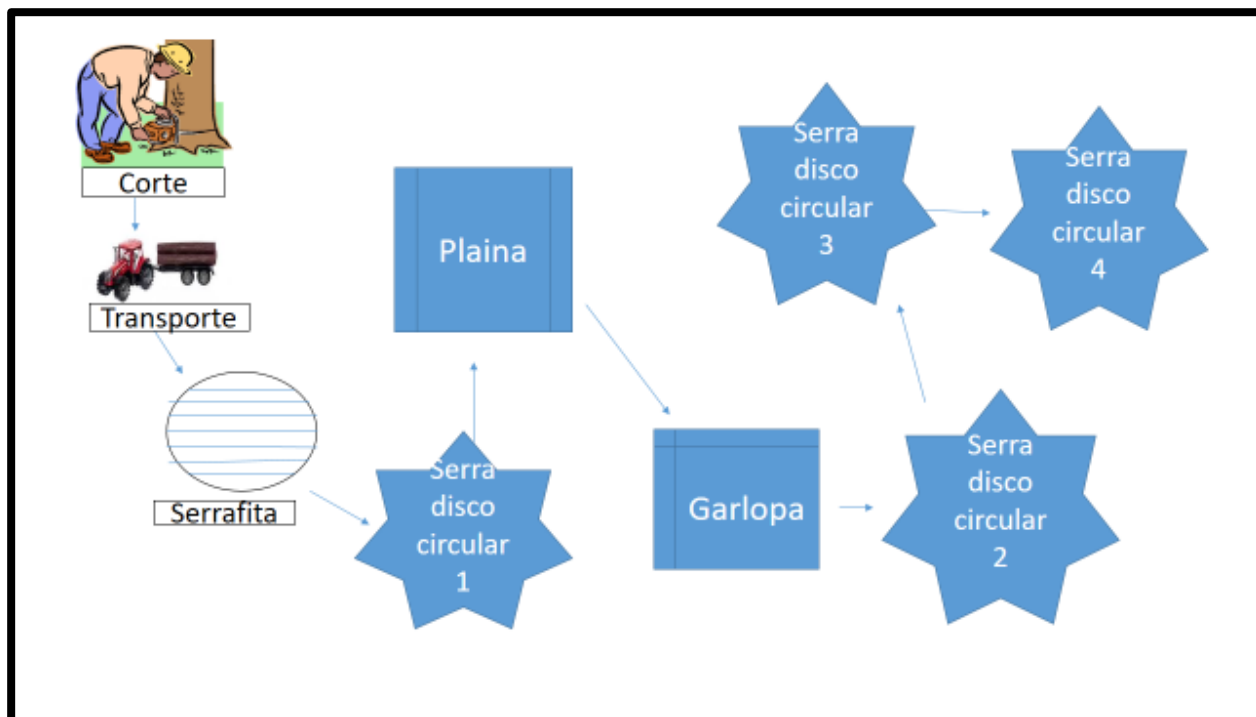 Corte
Transporte
Serrafita
Serra
disco
circular
1
Plaina
Garlopa
Serra
disco
circular
2
Serra
disco
circular
3
Serra
disco
circular
4